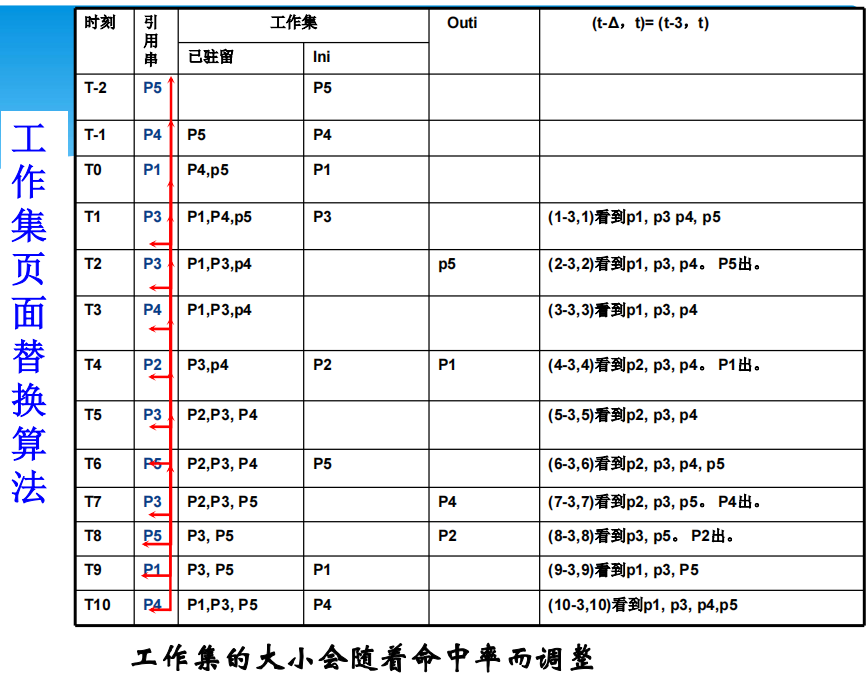 工作集页面替换算法
时刻 引用串 工作集 Outi (t-Δ，t)= (t-3，t)
已驻留 Ini
T-2 P5 P5
T-1 P4 P5 P4
T0 P1 P4,p5 P1
T1 P3 P1,P4,p5 P3 (1-3,1)看到p1, p3 p4, p5
T2 P3 P1,P3,p4 p5 (2-3,2)看到p1, p3, p4。 P5出。
T3 P4 P1,P3,p4 (3-3,3)看到p1, p3, p4
T4 P2 P3,p4 P2 P1 (4-3,4)看到p2, p3, p4。 P1出。
T5 P3 P2,P3, P4 (5-3,5)看到p2, p3, p4
T6 P5 P2,P3, P4 P5 (6-3,6)看到p2, p3, p4, p5
T7 P3 P2,P3, P5 P4 (7-3,7)看到p2, p3, p5。 P4出。
T8 P5 P3, P5 P2 (8-3,8)看到p3, p5。 P2出。
T9 P1 P3, P5 P1 (9-3,9)看到p1, p3, P5
T10 P4 P1,P3, P5 P4 (10-3,10)看到p1, p3, p4,p5
工作集的大小会随着命中率而调整